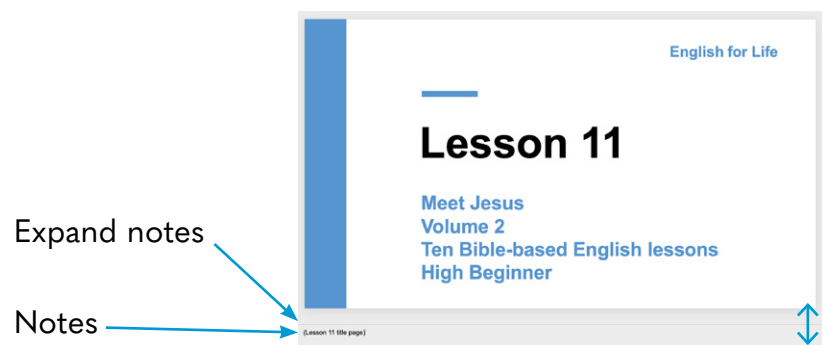 English for Life
Lesson 11
Meet Jesus
Volume 2
Ten Bible-based English lessons
High Beginner
Expand notes
Notes
(Lesson 11 title page)